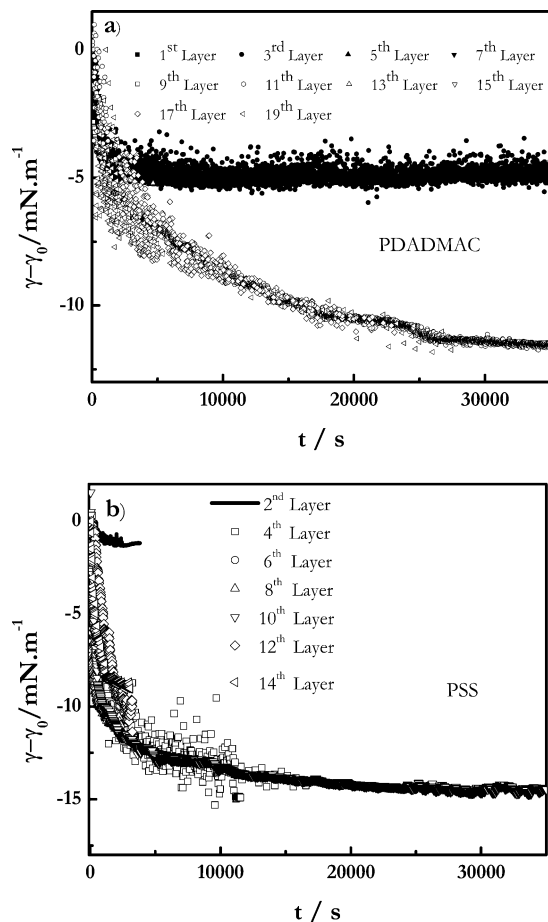 a)
0
-5
-10
γ–γ₀/mN.m⁻¹
1ˢᵗ Layer 3ʳᵈ Layer 5ᵗʰ Layer 7ᵗʰ Layer
9ᵗʰ Layer 11ᵗʰ Layer 13ᵗʰ Layer 15ᵗʰ Layer
17ᵗʰ Layer 19ᵗʰ Layer
PDADMAC
0 10000 20000 30000
t / s
b)
0
-5
-10
-15
γ–γ₀/mN.m⁻¹
2ⁿᵈ Layer
4ᵗʰ Layer
6ᵗʰ Layer
8ᵗʰ Layer
10ᵗʰ Layer
12ᵗʰ Layer
14ᵗʰ Layer
PSS
0 10000 20000 30000
t / s